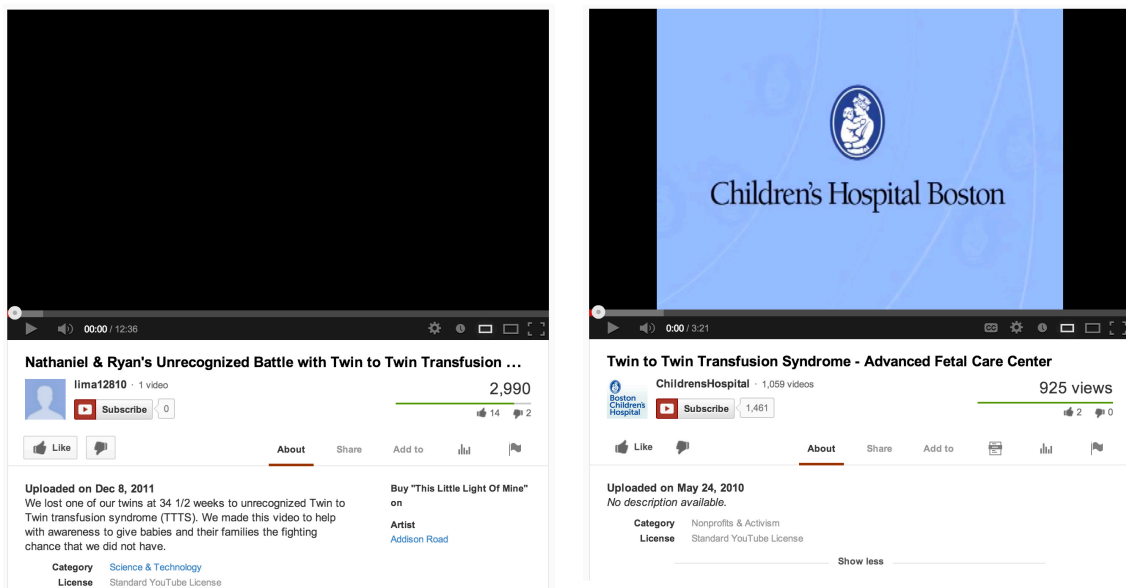 00:00 / 12:36
Nathaniel & Ryan's Unrecognized Battle with Twin to Twin Transfusion ...
lima12810 · 1 video
Subscribe 0
2,990
14 2
Like
About Share Add to
Uploaded on Dec 8, 2011
We lost one of our twins at 34 1/2 weeks to unrecognized Twin to
Twin transfusion syndrome (TTTS). We made this video to help
with awareness to give babies and their families the fighting
chance that we did not have.
Category Science & Technology
License Standard YouTube License
Buy "This Little Light Of Mine"
on
Artist
Addison Road
Children's Hospital Boston
0:00 / 3:21
CC
Twin to Twin Transfusion Syndrome - Advanced Fetal Care Center
Boston
Children's
Hospital
ChildrensHospital · 1,059 videos
Subscribe 1,461
925 views
2 0
Like
About Share Add to
Uploaded on May 24, 2010
No description available.
Category Nonprofits & Activism
License Standard YouTube License
Show less